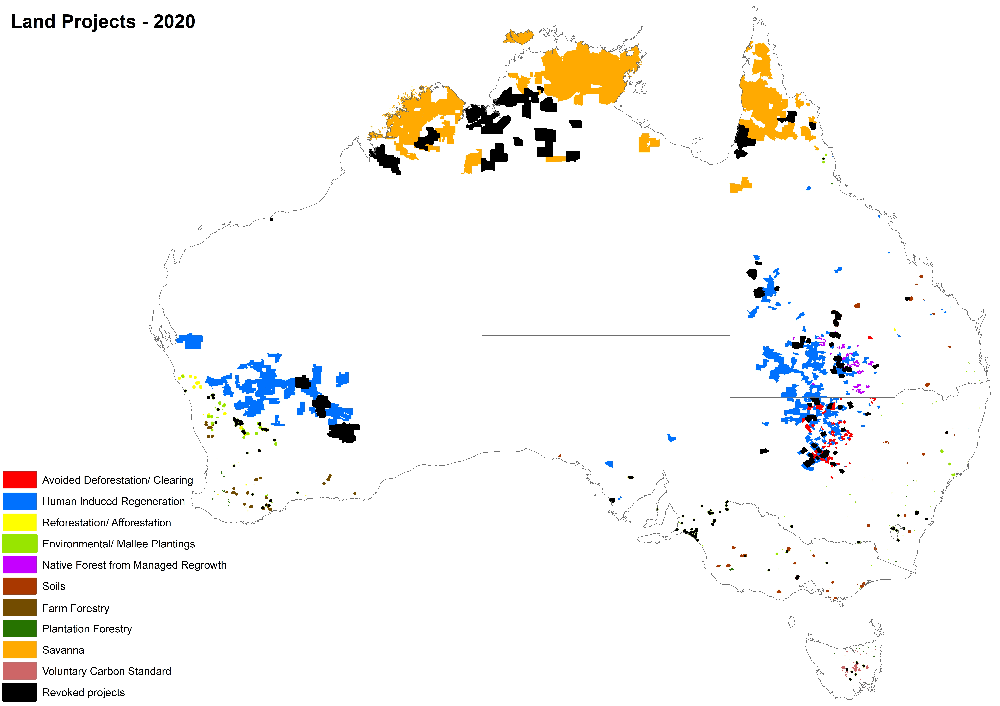 Land Projects - 2020
Avoided Deforestation/ Clearing
Human Induced Regeneration
Reforestation/ Afforestation
Environmental/ Mallee Plantings
Native Forest from Managed Regrowth
Soils
Farm Forestry
Plantation Forestry
Savanna
Voluntary Carbon Standard
Revoked projects